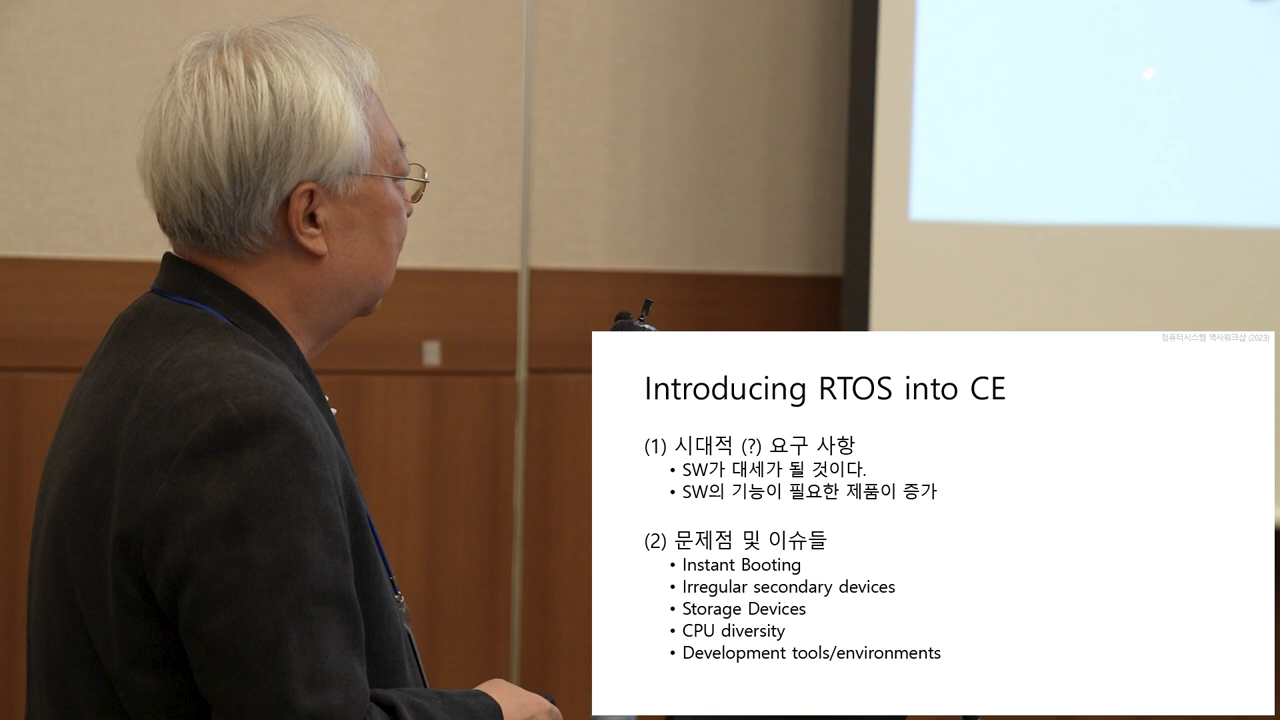 컴퓨터시스템 역사워크샵 (2023)
Introducing RTOS into CE
(1) 시대적 (?) 요구 사항
• SW가 대세가 될 것이다.
• SW의 기능이 필요한 제품이 증가
(2) 문제점 및 이슈들
• Instant Booting
• Irregular secondary devices
• Storage Devices
• CPU diversity
• Development tools/environments